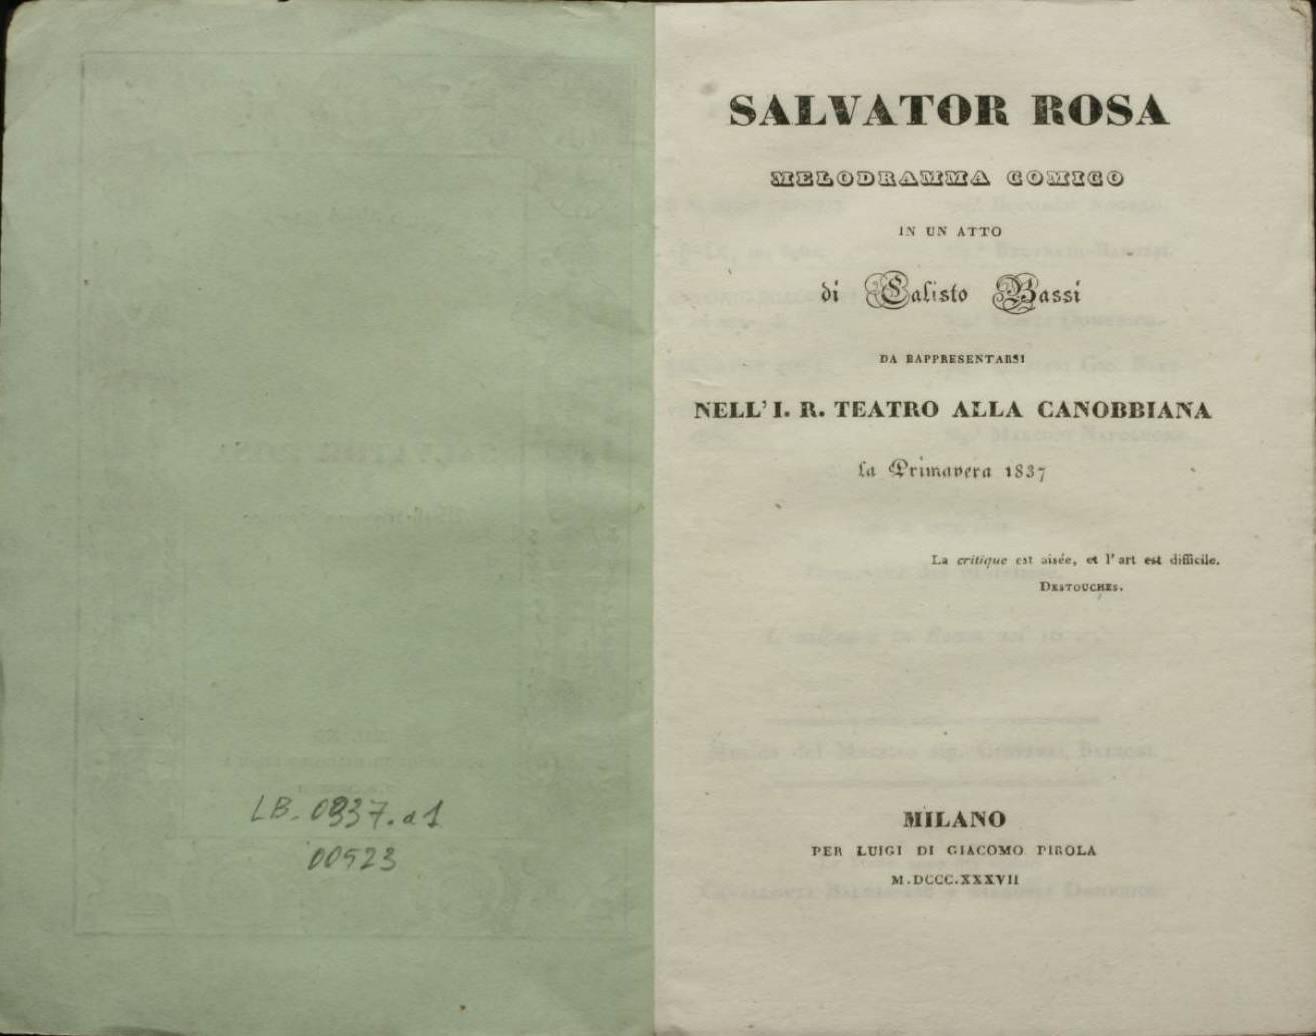 LB. 0837.a1
00523
SALVATOR ROSA
MELODRAMMA COMICO
IN UN ATTO
di Calisto Bassi
DA RAPPRESENTARSI
NELL' I. R. TEATRO ALLA CANOBBIANA
la Primavera 1837
La critique est aisée, et l'art est difficile.
DESTOUCHES.
MILANO
PER LUIGI DI GIACOMO PIROLA
M.DCCC.XXXVII